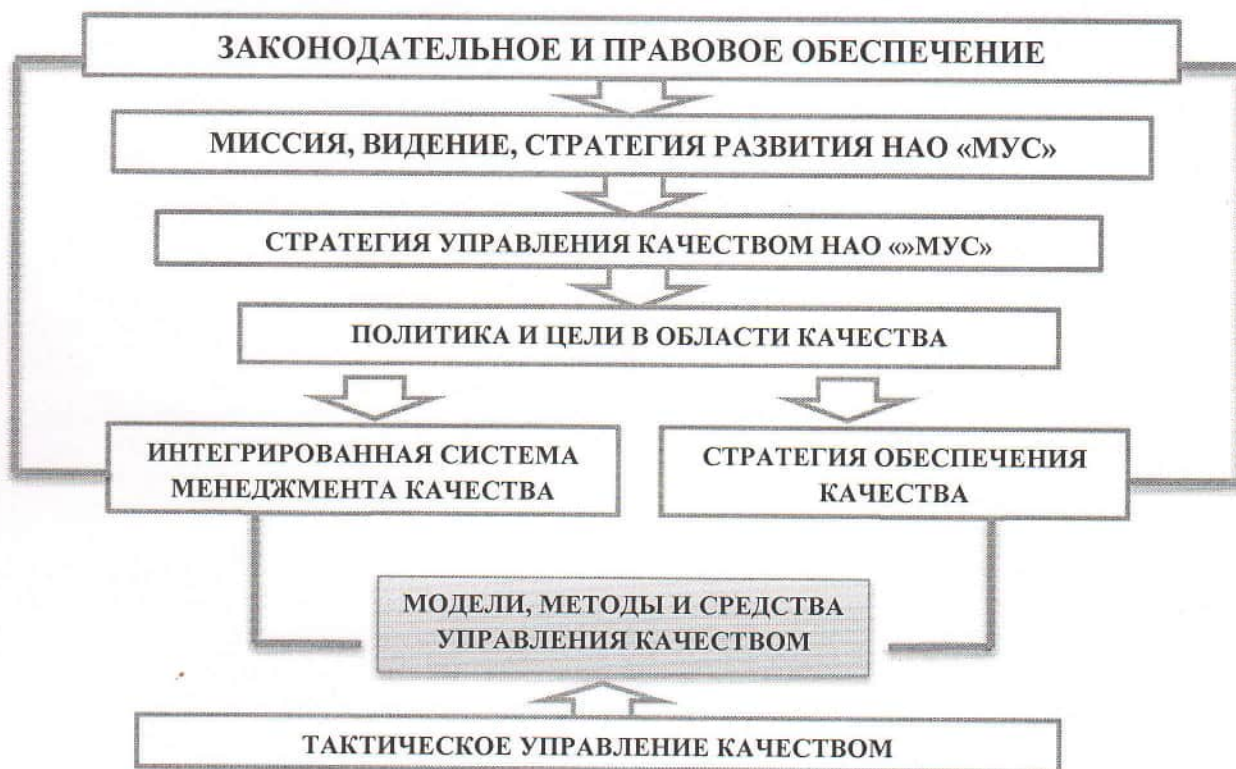 ЗАКОНОДАТЕЛЬНОЕ И ПРАВОВОЕ ОБЕСПЕЧЕНИЕ
МИССИЯ, ВИДЕНИЕ, СТРАТЕГИЯ РАЗВИТИЯ НАО «МУС»
СТРАТЕГИЯ УПРАВЛЕНИЯ КАЧЕСТВОМ НАО «»МУС»
ПОЛИТИКА И ЦЕЛИ В ОБЛАСТИ КАЧЕСТВА
ИНТЕГРИРОВАННАЯ СИСТЕМА
МЕНЕДЖМЕНТА КАЧЕСТВА
СТРАТЕГИЯ ОБЕСПЕЧЕНИЯ
КАЧЕСТВА
МОДЕЛИ, МЕТОДЫ И СРЕДСТВА
УПРАВЛЕНИЯ КАЧЕСТВОМ
ТАКТИЧЕСКОЕ УПРАВЛЕНИЕ КАЧЕСТВОМ